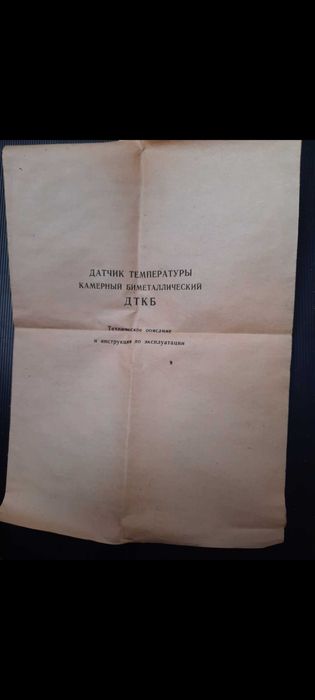 ДАТЧИК ТЕМПЕРАТУРЫ
КАМЕРНЫЙ БИМЕТАЛЛИЧЕСКИЙ
ДТКБ
Техническое описание
и инструкция по эксплуатации